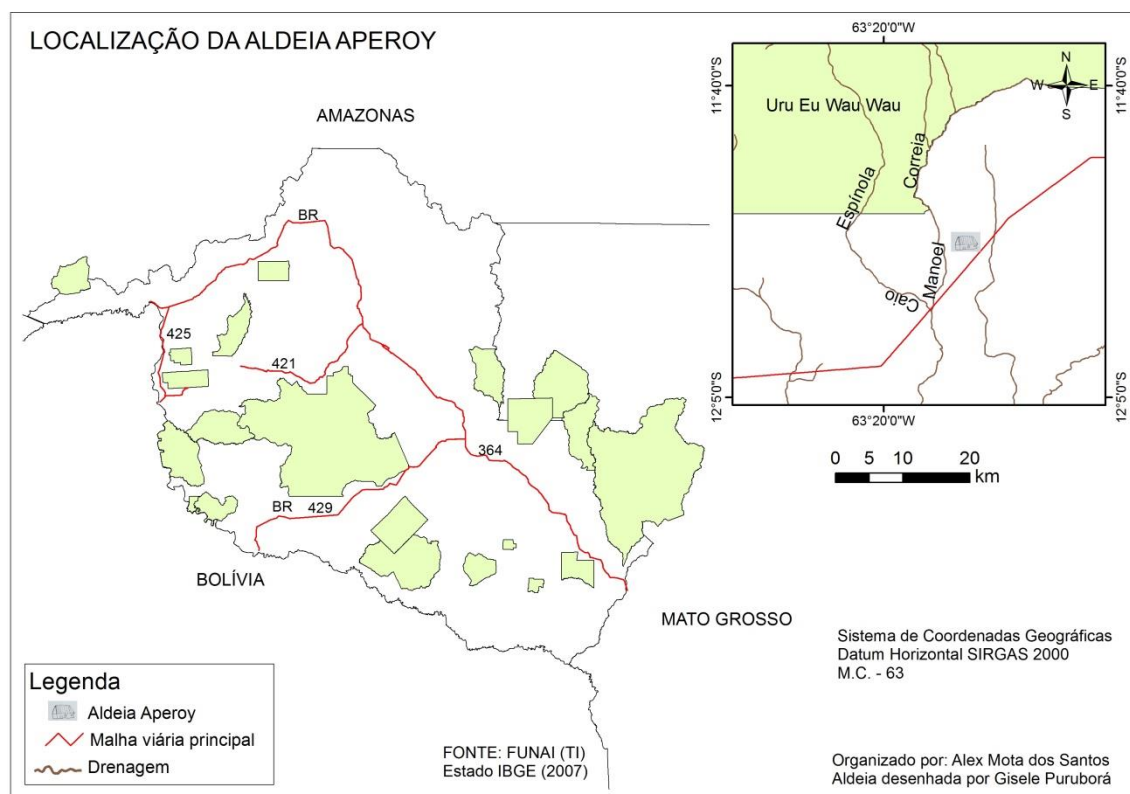 LOCALIZAÇÃO DA ALDEIA APEROY
AMAZONAS
BR
425
421
364
BR 429
BOLÍVIA
MATO GROSSO
63°20'0"W
11°40'0"S
11°40'0"S
N
W E
S
Uru Eu Wau Wau
Espínola
Correia
Manoel
Caio
12°5'0"S
12°5'0"S
63°20'0"W
0 5 10 20
km
Sistema de Coordenadas Geográficas
Datum Horizontal SIRGAS 2000
M.C. - 63
Legenda
Aldeia Aperoy
Malha viária principal
Drenagem
FONTE: FUNAI (TI)
Estado IBGE (2007)
Organizado por: Alex Mota dos Santos
Aldeia desenhada por Gisele Puruborá